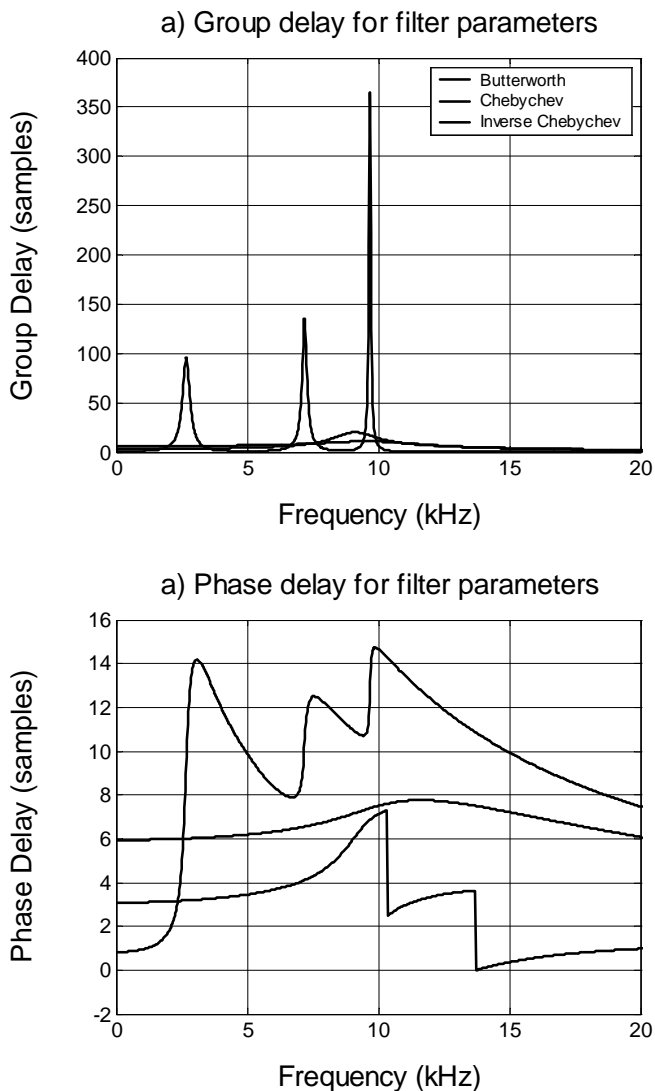 a) Group delay for filter parameters
400
350
300
250
200
150
100
50
0
Group Delay (samples)
Butterworth
Chebychev
Inverse Chebychev
0 5 10 15 20
Frequency (kHz)
a) Phase delay for filter parameters
16
14
12
10
8
6
4
2
0
-2
Phase Delay (samples)
0 5 10 15 20
Frequency (kHz)